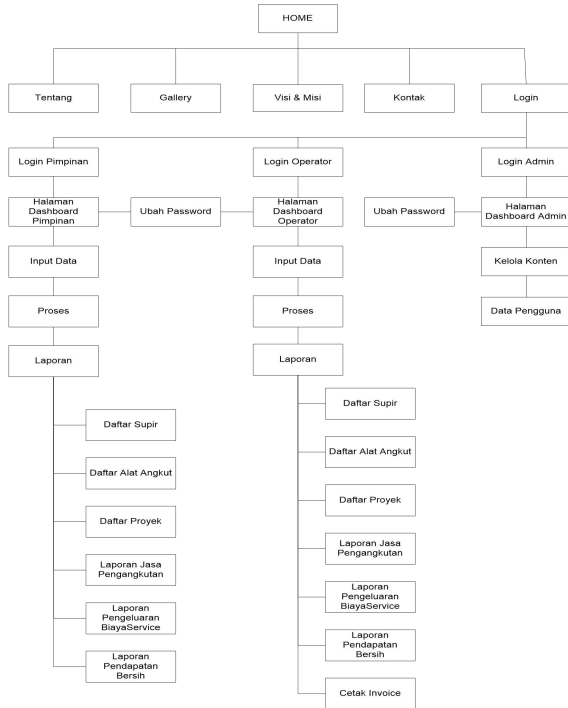 HOME
Tentang
Gallery
Visi & Misi
Kontak
Login
Login Pimpinan
Login Operator
Login Admin
Halaman
Dashboard
Pimpinan
Ubah Password
Halaman
Dashboard
Operator
Ubah Password
Halaman
Dashboard Admin
Input Data
Input Data
Kelola Konten
Proses
Proses
Data Pengguna
Laporan
Laporan
Daftar Supir
Daftar Alat Angkut
Daftar Proyek
Laporan Jasa
Pengangkutan
Laporan
Pengeluaran
BiayaService
Laporan
Pendapatan
Bersih
Daftar Supir
Daftar Alat Angkut
Daftar Proyek
Laporan Jasa
Pengangkutan
Laporan
Pengeluaran
BiayaService
Laporan
Pendapatan
Bersih
Cetak Invoice